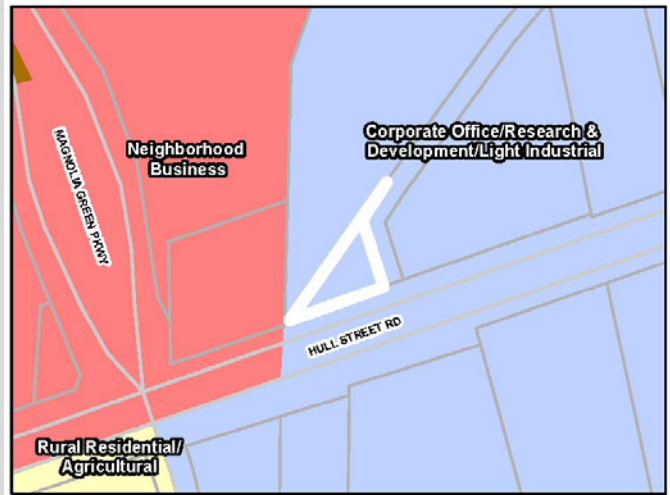 Neighborhood
Business
Corporate Office/Research &
Development/Light Industrial
MAGNOLIA GREEN PKWY
HULL STREET RD
Rural Residential/
Agricultural